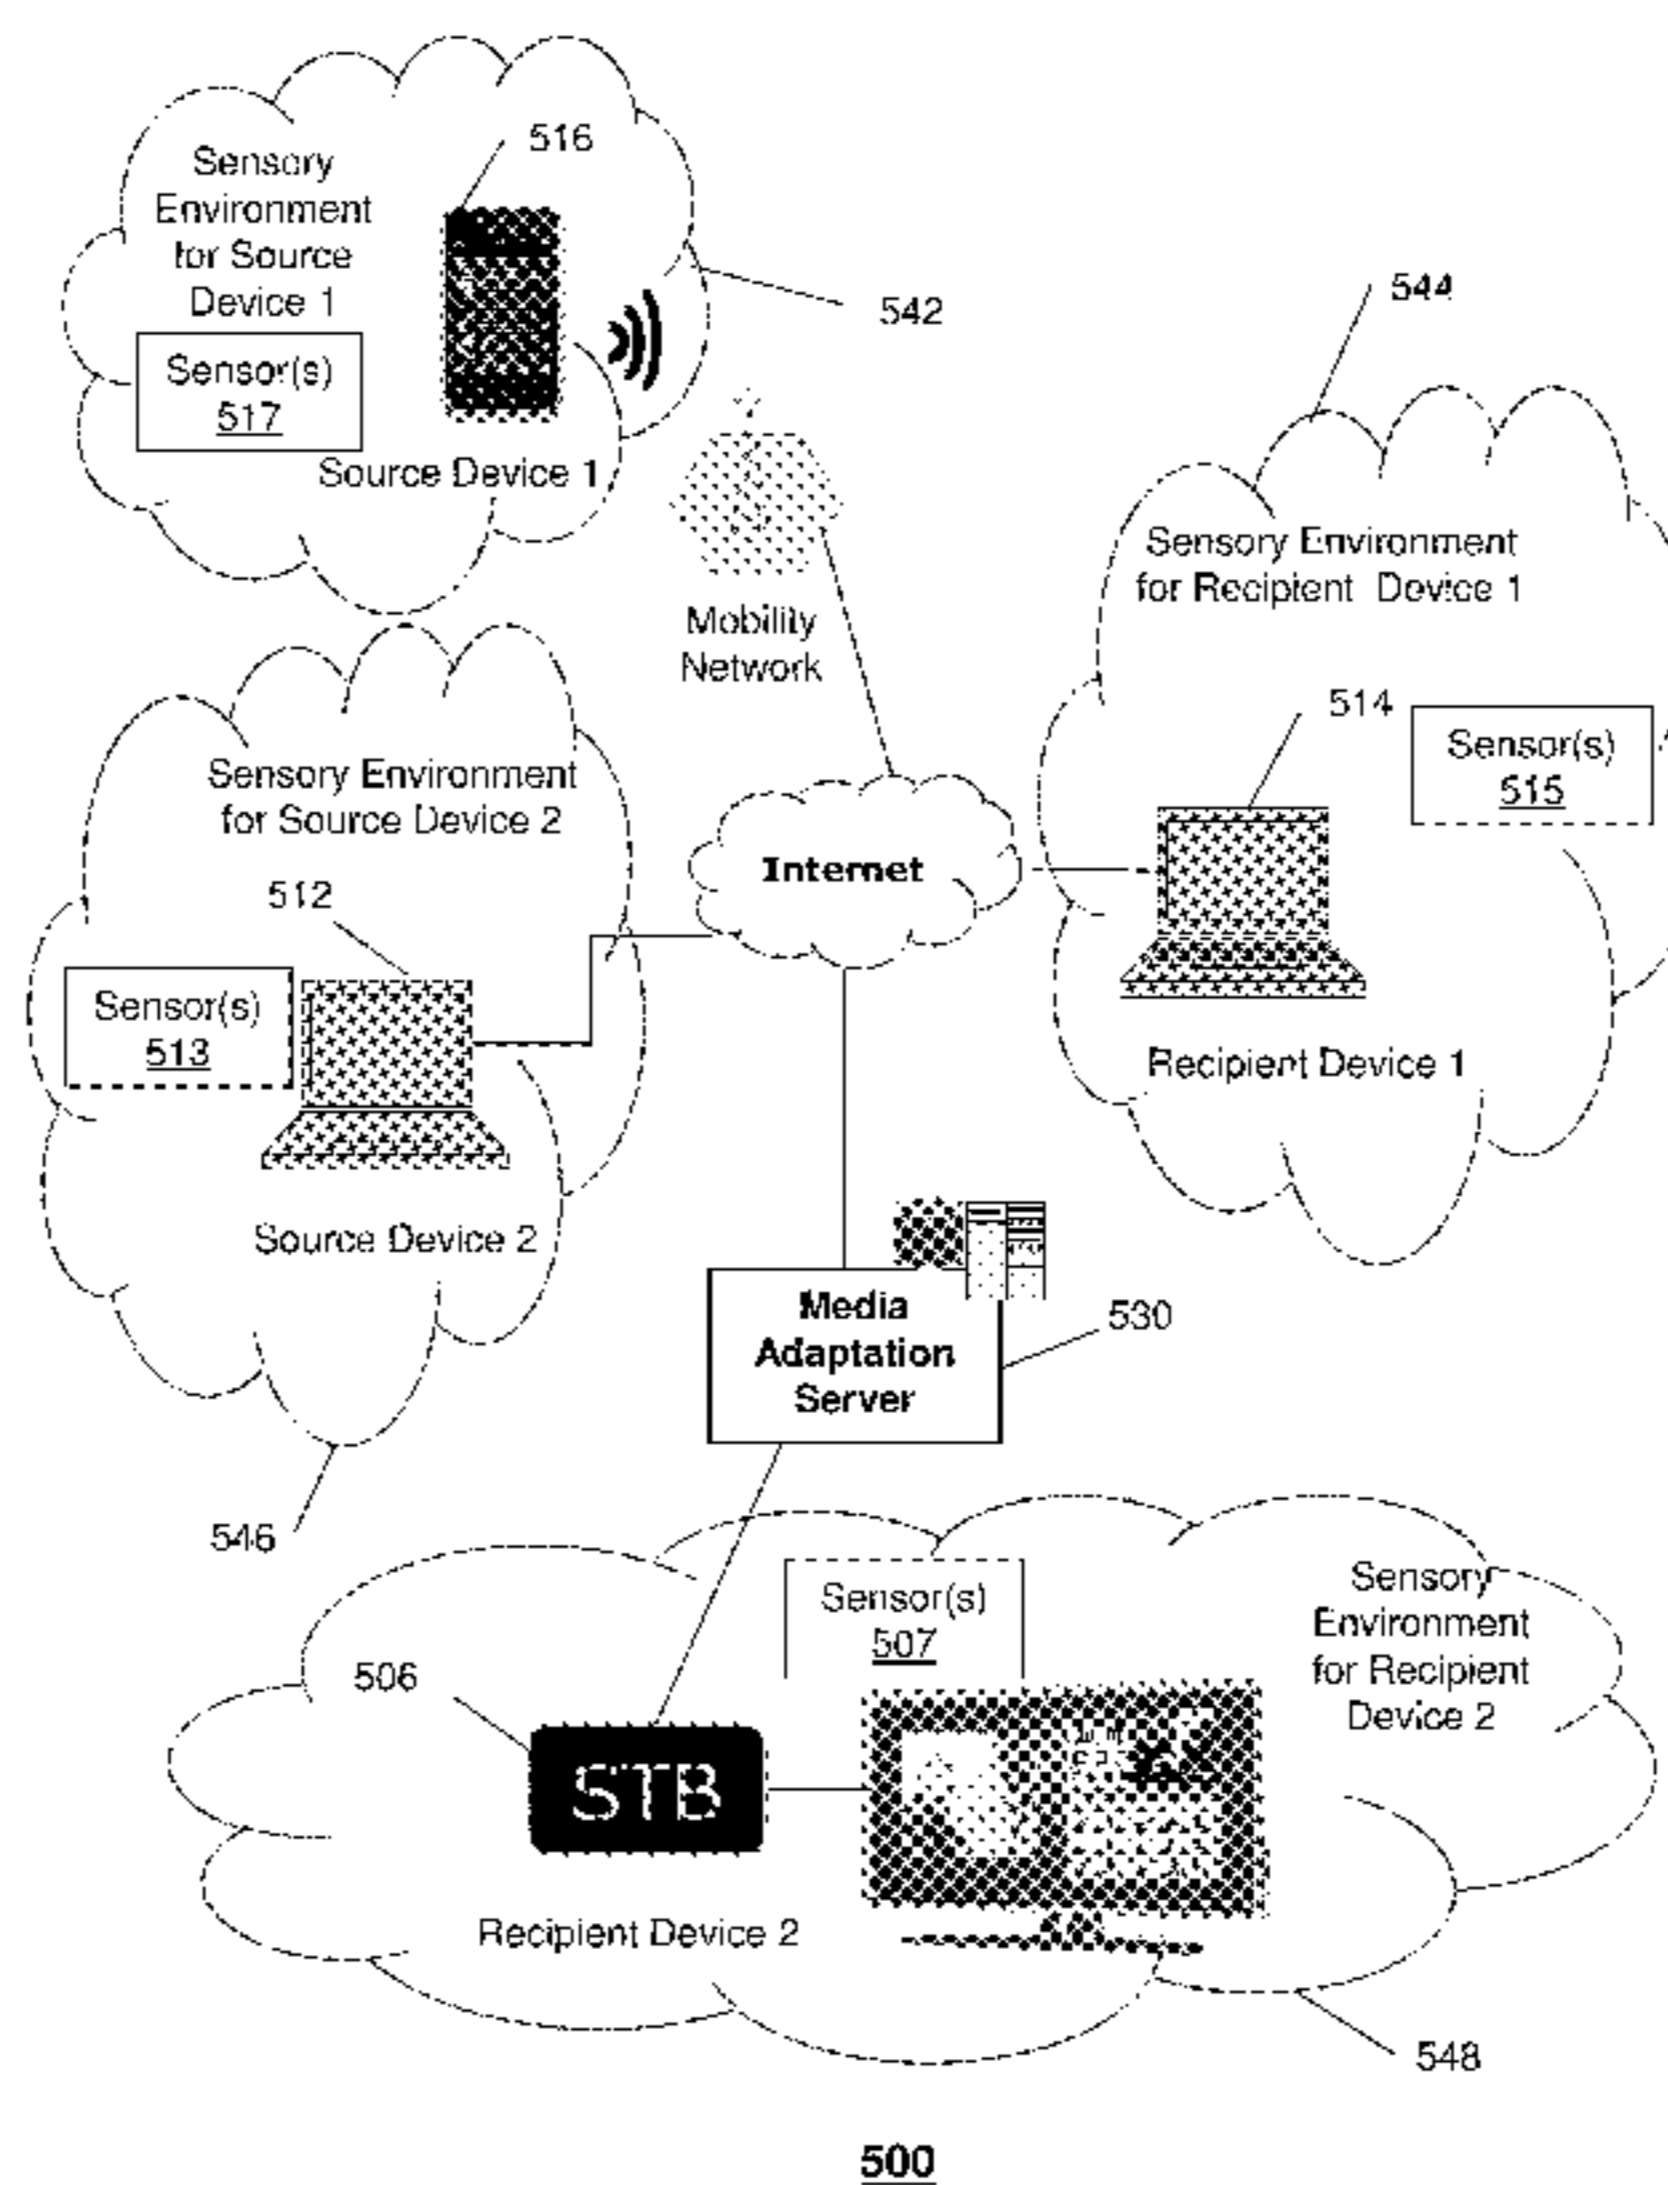 516
Sensory
Environment
for Source
Device 1
542
544
Sensor(s)
517
Source Device 1
Sensory Environment
for Recipient Device 1
Mobility
Network
514
Sensor(s)
515
Sensory Environment
for Source Device 2
Internet
512
Sensor(s)
513
Recipient Device 1
Source Device 2
Media
Adaptation
Server
530
546
Sensory
Environment
for Recipient
Device 2
Sensor(s)
507
506
STB
Recipient Device 2
548
500